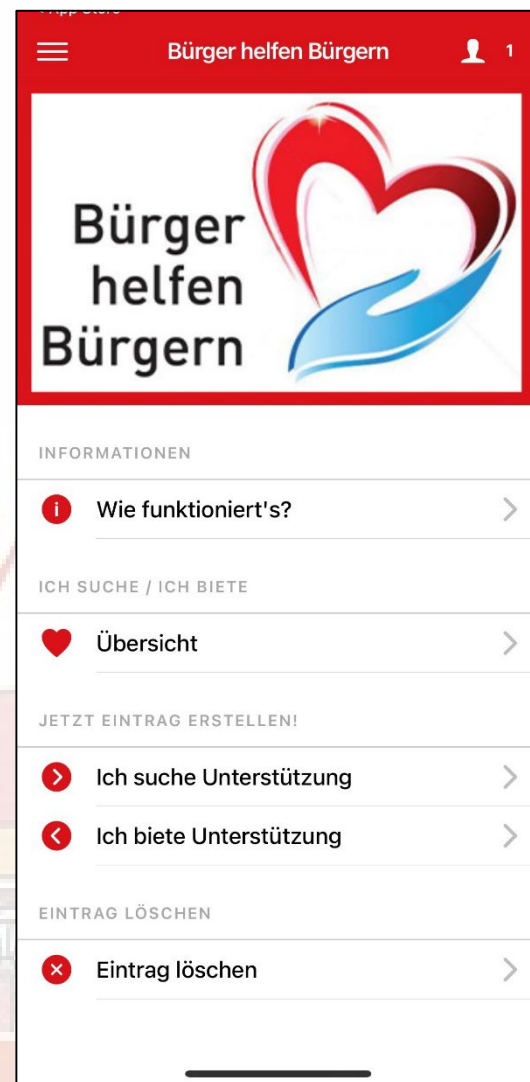 Bürger helfen Bürgern 1
Bürger
helfen
Bürgern
INFORMATIONEN
Wie funktioniert's?
ICH SUCHE / ICH BIETE
Übersicht
JETZT EINTRAG ERSTELLEN!
Ich suche Unterstützung
Ich biete Unterstützung
EINTRAG LÖSCHEN
Eintrag löschen